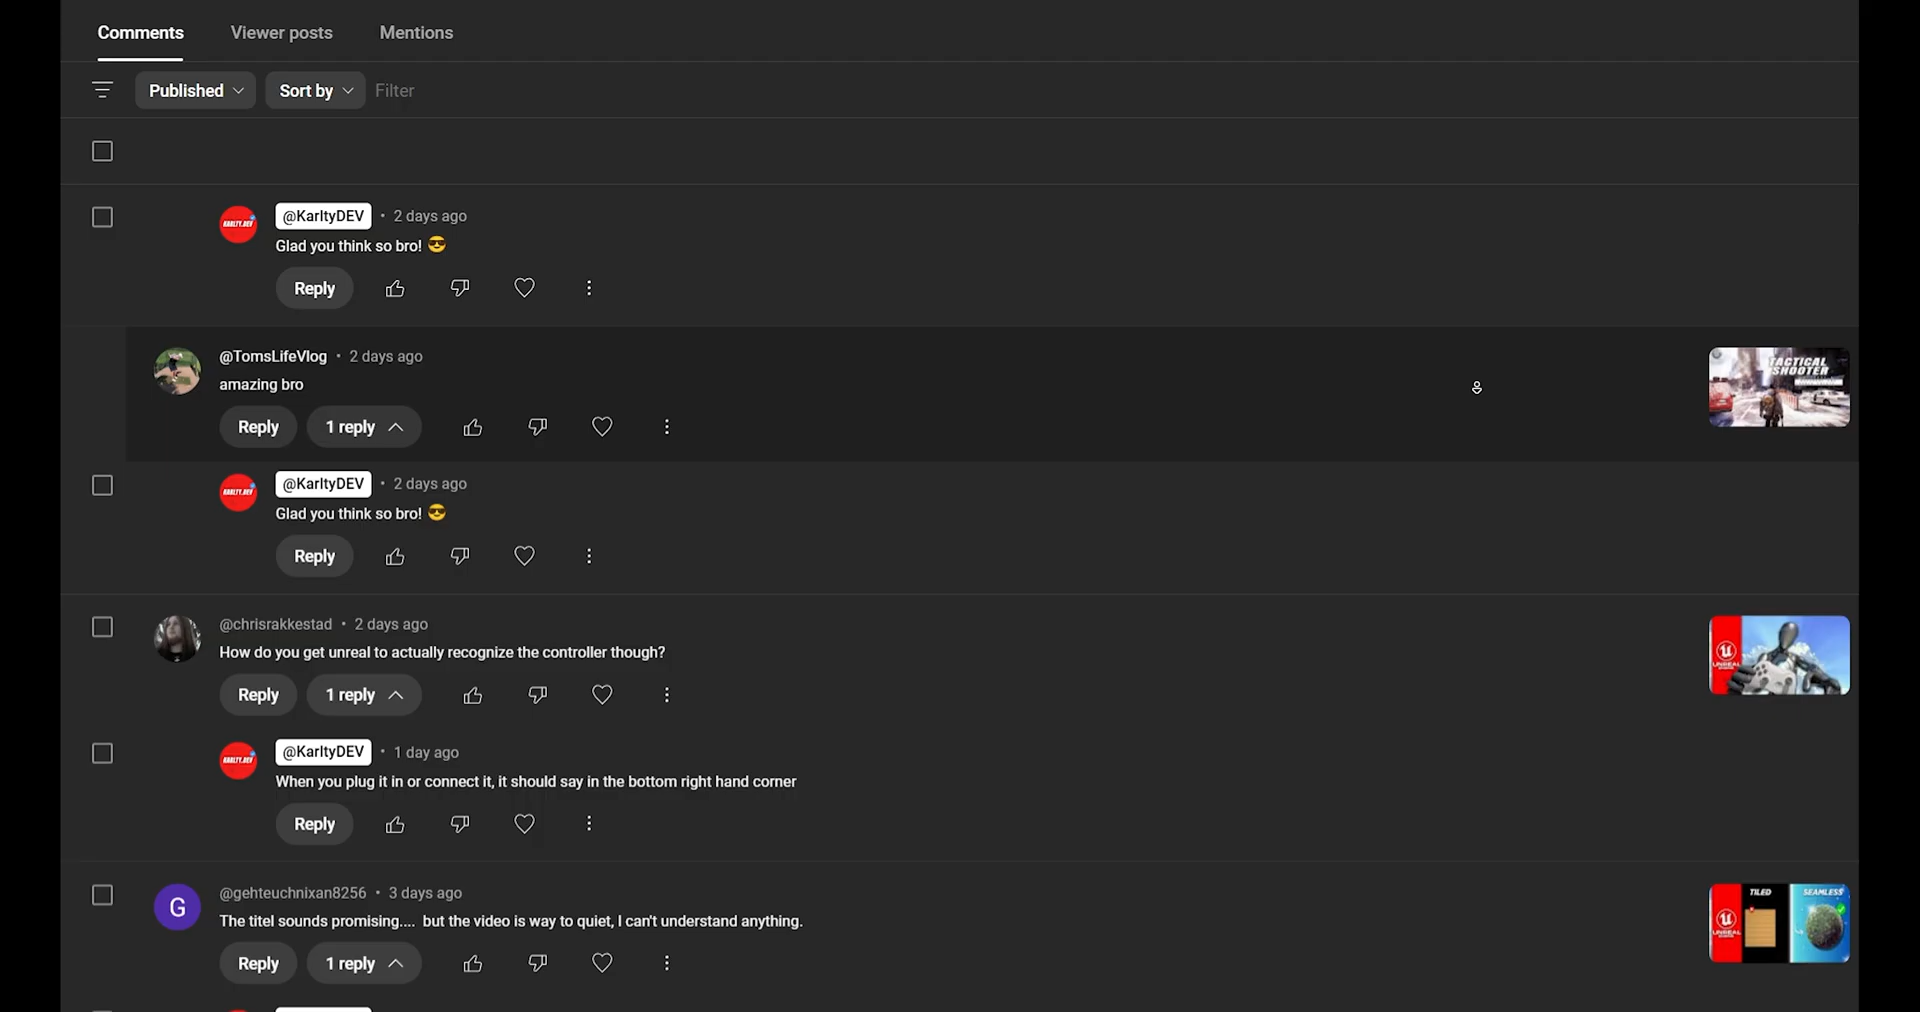 Comments Viewer posts Mentions
Published Sort by Filter
@KarltyDEV • 2 days ago
Glad you think so bro! 😎
Reply
@TomsLifeVlog • 2 days ago
amazing bro
Reply 1 reply
TACTICAL
SHOOTER
@KarltyDEV • 2 days ago
Glad you think so bro! 😎
Reply
@chrisrakkestad • 2 days ago
How do you get unreal to actually recognize the controller though?
Reply 1 reply
UNREAL
@KarltyDEV • 1 day ago
When you plug it in or connect it, it should say in the bottom right hand corner
Reply
G
@gehteuchnixan8256 • 3 days ago
The titel sounds promising.... but the video is way to quiet, I can't understand anything.
Reply 1 reply
TILED SEAMLESS
UNREAL